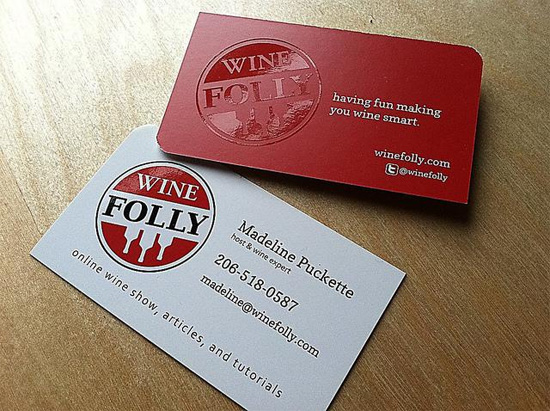 WINE
FOLLY
having fun making
you wine smart.
winefolly.com
@winefolly
WINE
FOLLY
Madeline Puckette
host & wine expert
206-518-0587
madeline@winefolly.com
online wine show, articles, and tutorials